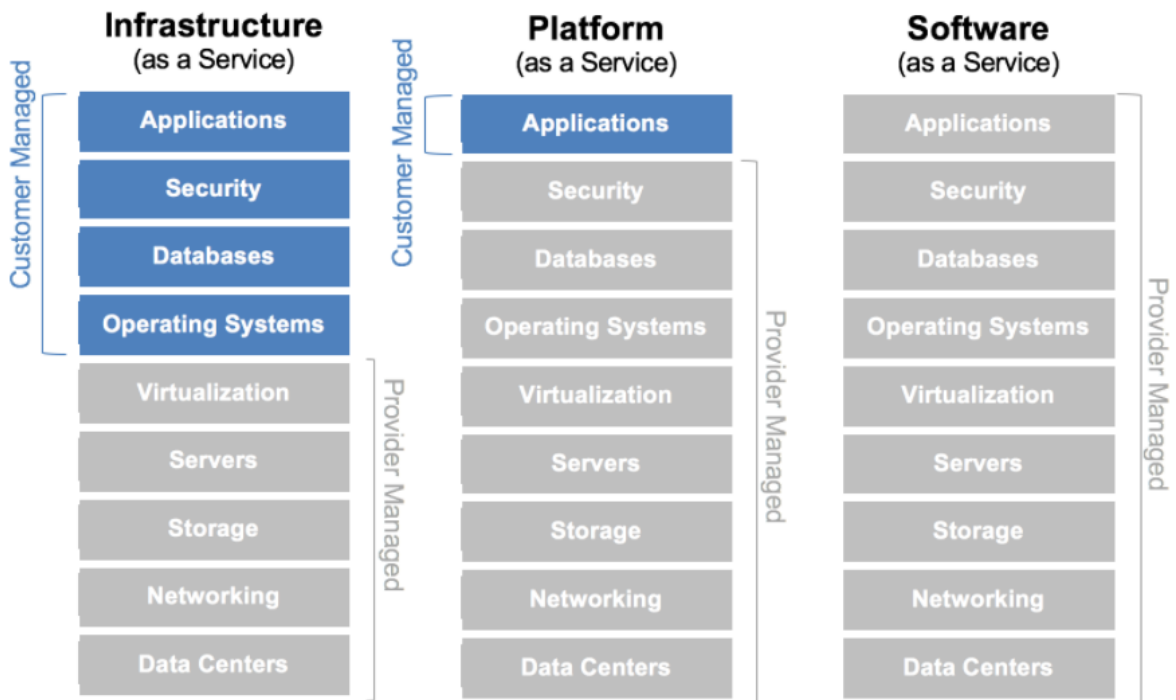 Infrastructure
(as a Service)
Customer Managed
Applications
Security
Databases
Operating Systems
Virtualization
Servers
Storage
Networking
Data Centers
Provider Managed
Platform
(as a Service)
Customer Managed
Applications
Security
Databases
Operating Systems
Virtualization
Servers
Storage
Networking
Data Centers
Provider Managed
Software
(as a Service)
Applications
Security
Databases
Operating Systems
Virtualization
Servers
Storage
Networking
Data Centers
Provider Managed